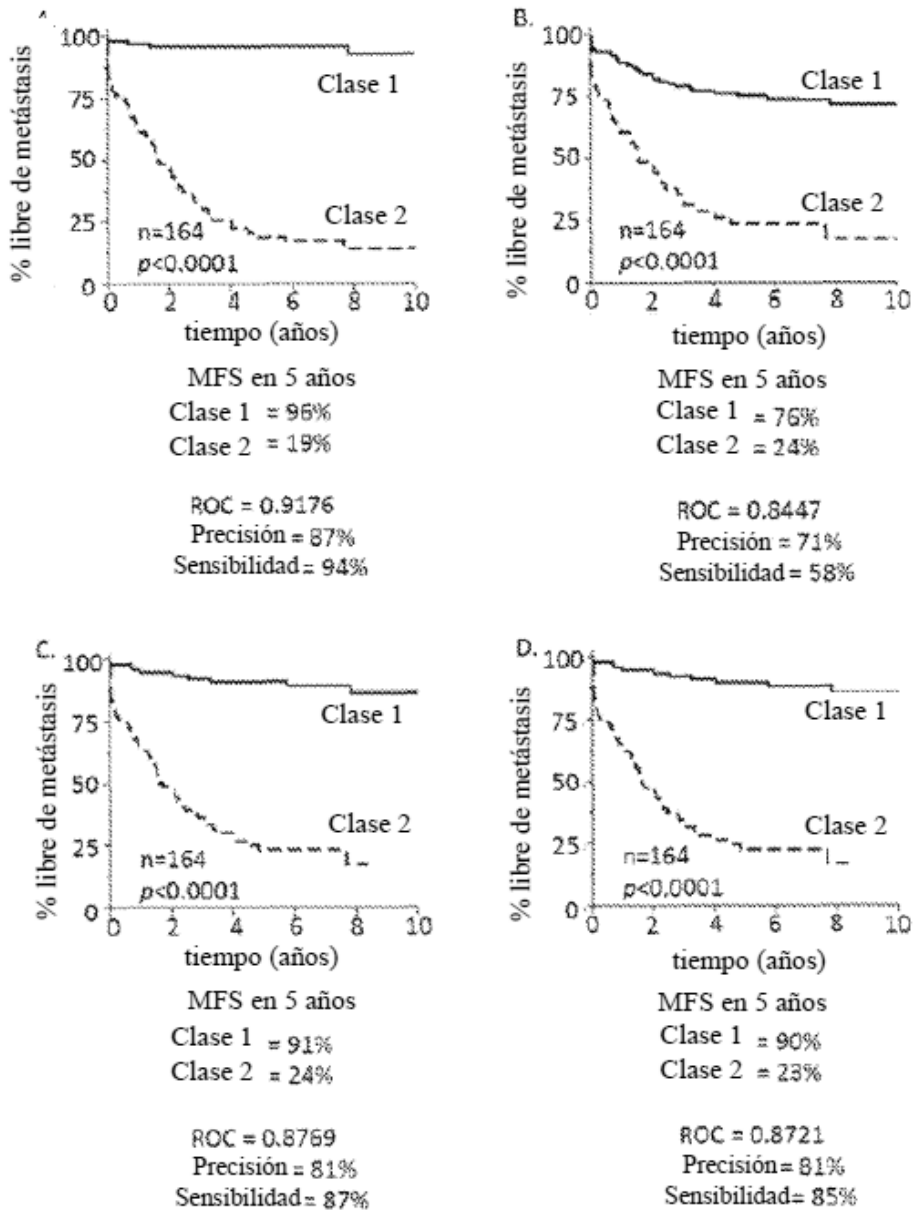 A.
% libre de metástasis
100
75
50
25
0
Clase 1
Clase 2
n=164
p<0.0001
0 2 4 6 8 10
tiempo (años)
MFS en 5 años
Clase 1 = 96%
Clase 2 = 19%
ROC = 0.9176
Precisión = 87%
Sensibilidad = 94%
B.
% libre de metástasis
100
75
50
25
0
Clase 1
Clase 2
n=164
p<0.0001
0 2 4 6 8 10
tiempo (años)
MFS en 5 años
Clase 1 = 76%
Clase 2 = 24%
ROC = 0.8447
Precisión = 71%
Sensibilidad = 58%
C.
% libre de metástasis
100
75
50
25
0
Clase 1
Clase 2
n=164
p<0.0001
0 2 4 6 8 10
tiempo (años)
MFS en 5 años
Clase 1 = 91%
Clase 2 = 24%
ROC = 0.8769
Precisión = 81%
Sensibilidad = 87%
D.
% libre de metástasis
100
75
50
25
0
Clase 1
Clase 2
n=164
p<0.0001
0 2 4 6 8 10
tiempo (años)
MFS en 5 años
Clase 1 = 90%
Clase 2 = 23%
ROC = 0.8721
Precisión = 81%
Sensibilidad= 85%